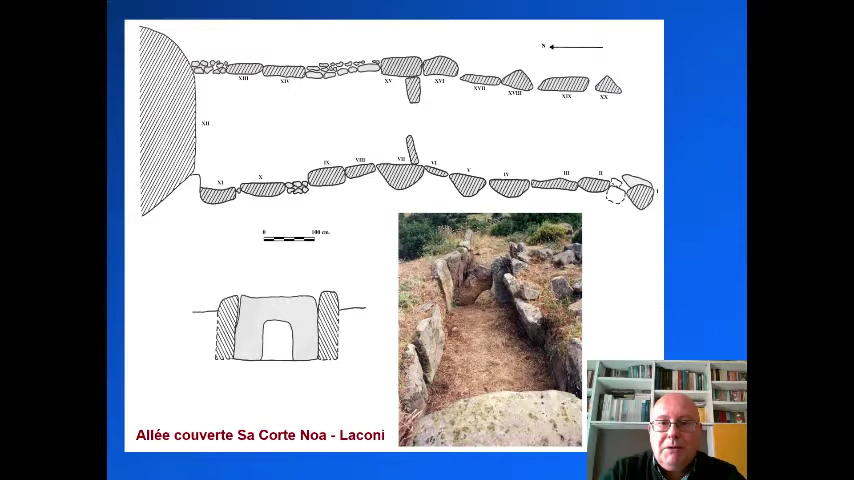 N
XIII
XIV
XV
XVI
XVII
XVIII
XIX
XX
XII
XI
X
IX
VIII
VII
VI
V
IV
III
II
I
0
100 cm.
Allée couverte Sa Corte Noa - Laconi